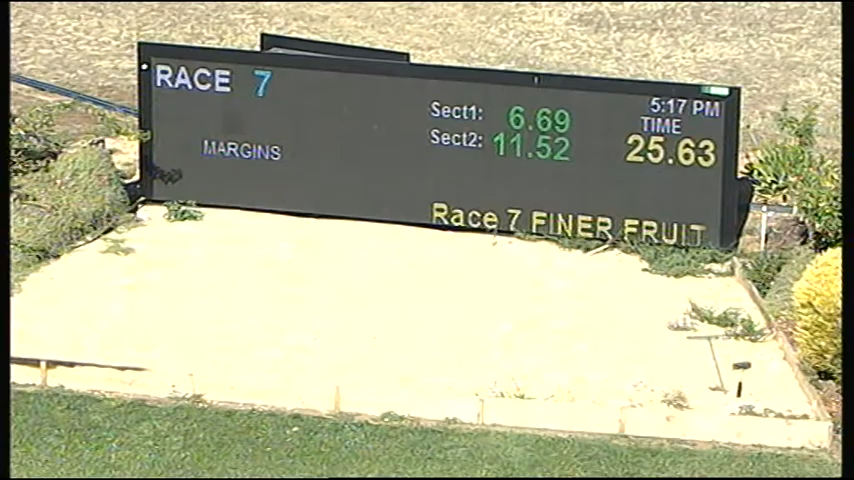 RACE 7
MARGINS
Sect1: 6.69
Sect2: 11.52
5:17 PM
TIME
25.63
Race 7 FINER FRUIT